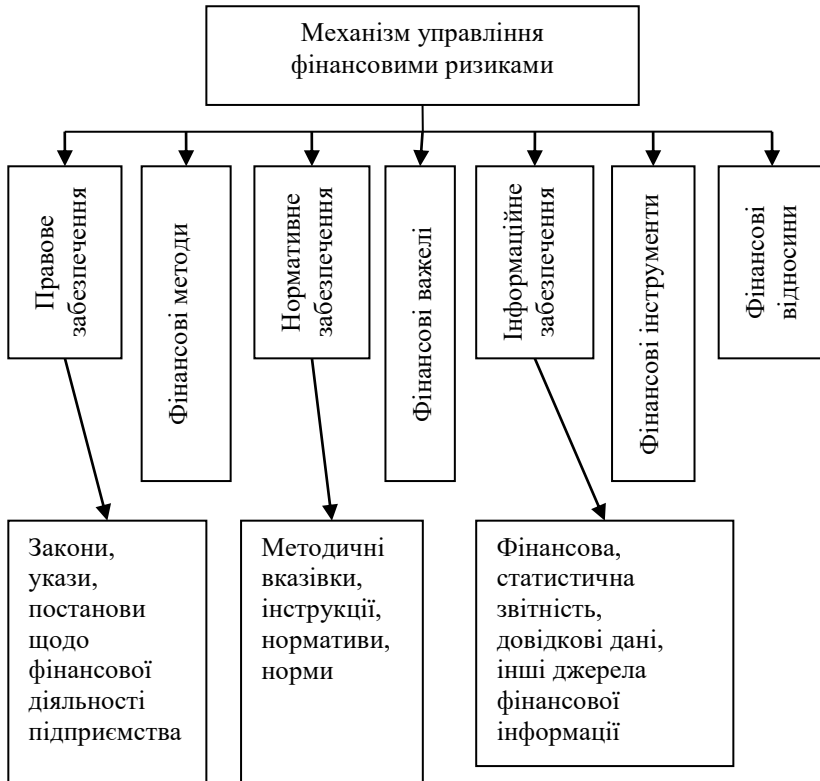 Механізм управління
фінансовими ризиками
Правове
забезпечення
Фінансові методи
Нормативне
забезпечення
Фінансові важелі
Інформаційне
забезпечення
Фінансові інструменти
Фінансові
відносини
Закони,
укази,
постанови
щодо
фінансової
діяльності
підприємства
Методичні
вказівки,
інструкції,
нормативи,
норми
Фінансова,
статистична
звітність,
довідкові дані,
інші джерела
фінансової
інформації